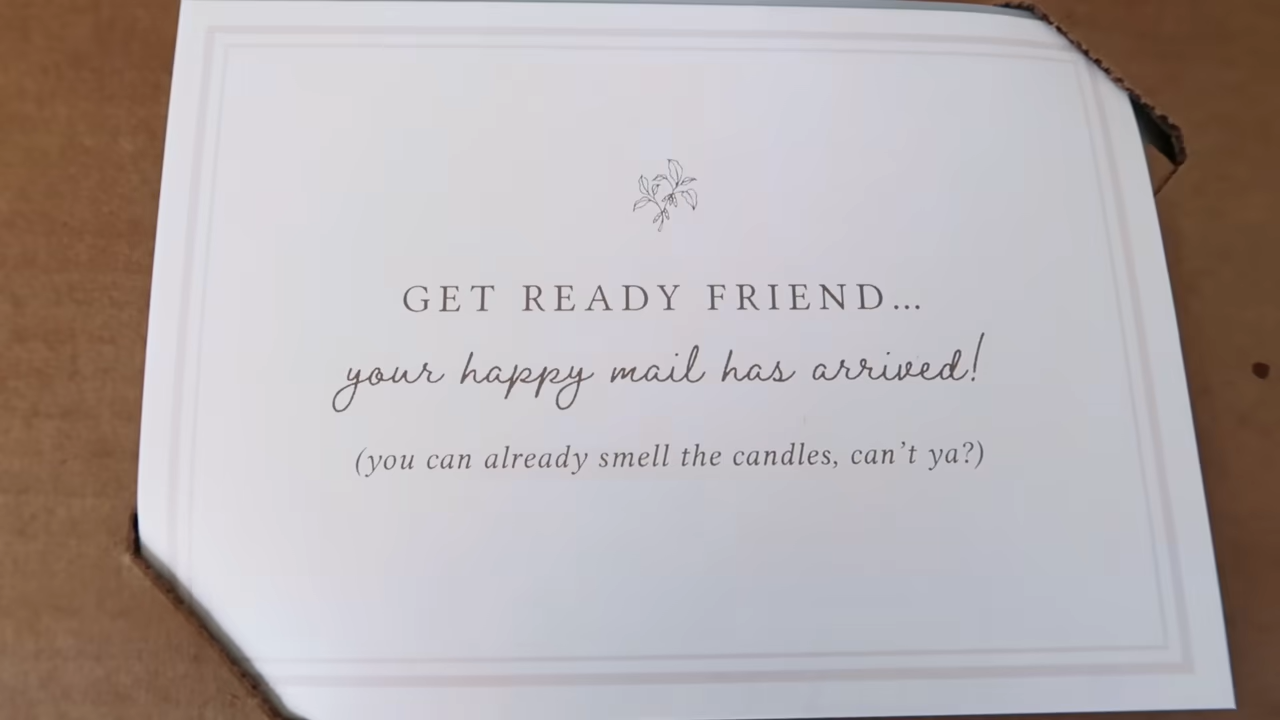 GET READY FRIEND...
your happy mail has arrived!
(you can already smell the candles, can't ya?)